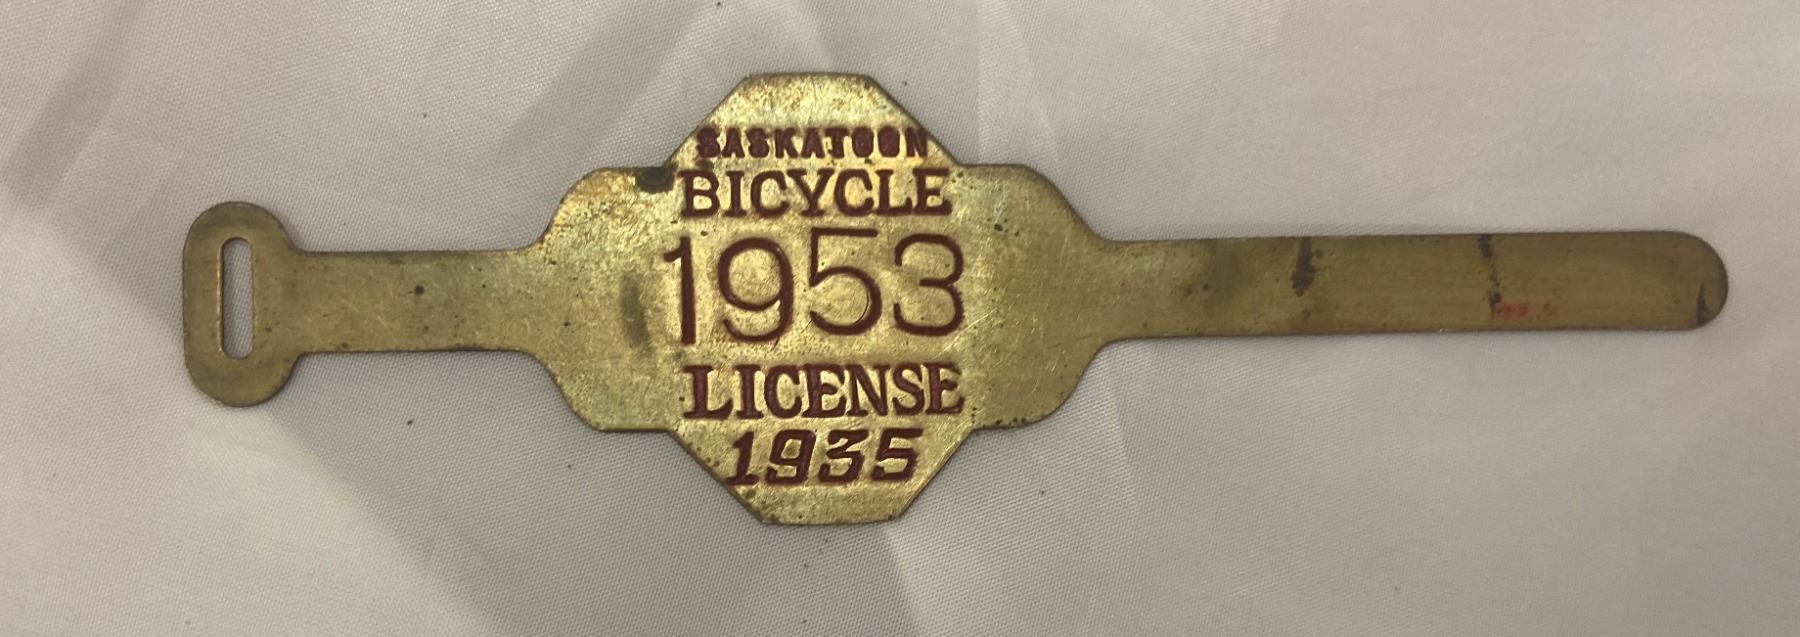 SASKATOON
BICYCLE
1953
LICENSE
1935